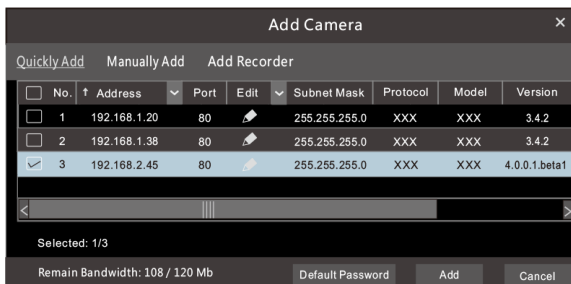 Add Camera ×
Quickly Add Manually Add Add Recorder
No. ↑ Address Port Edit Subnet Mask Protocol Model Version
1 192.168.1.20 80 255.255.255.0 XXX XXX 3.4.2
2 192.168.1.38 80 255.255.255.0 XXX XXX 3.4.2
3 192.168.2.45 80 255.255.255.0 XXX XXX 4.0.0.1.beta1
Selected: 1/3
Remain Bandwidth: 108 / 120 Mb Default Password Add Cancel